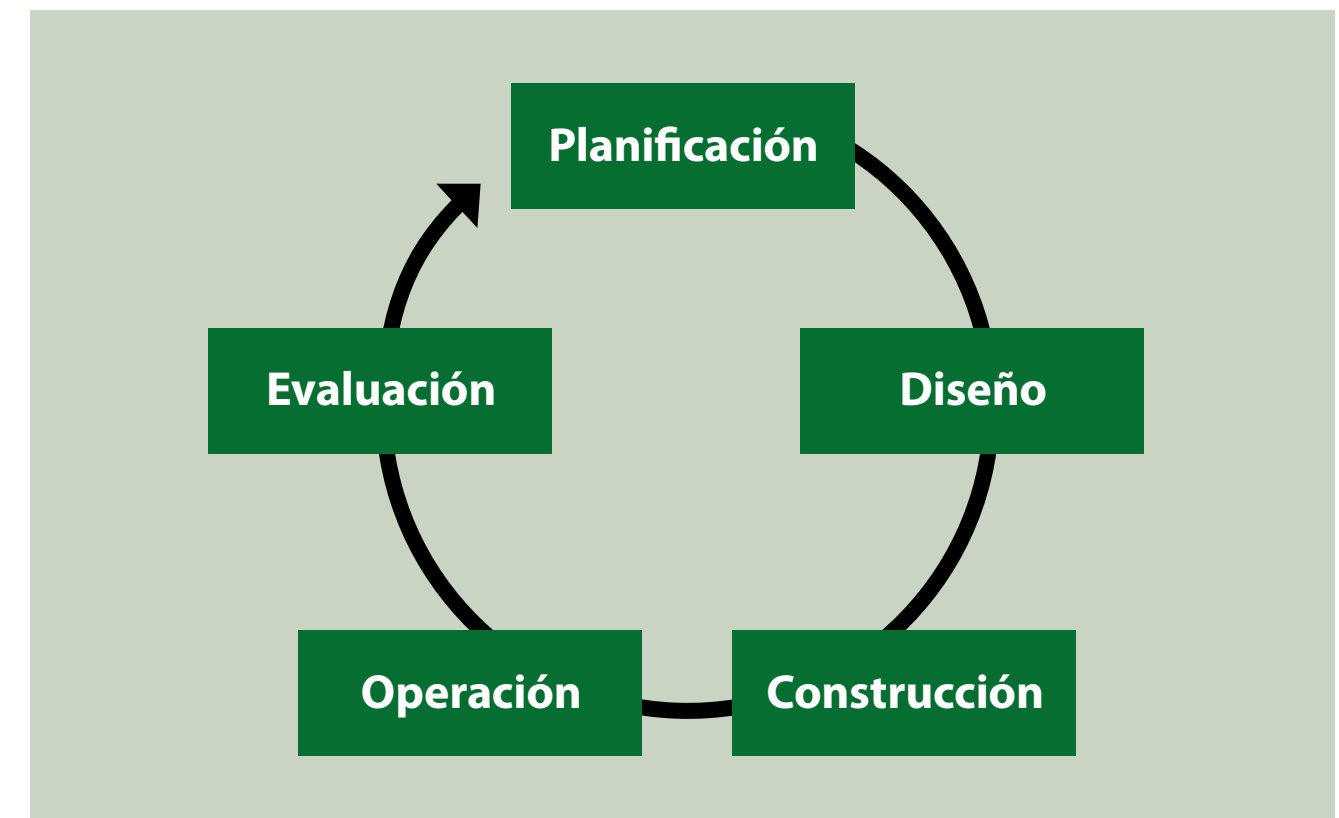 Planificación
Evaluación
Diseño
Operación
Construcción